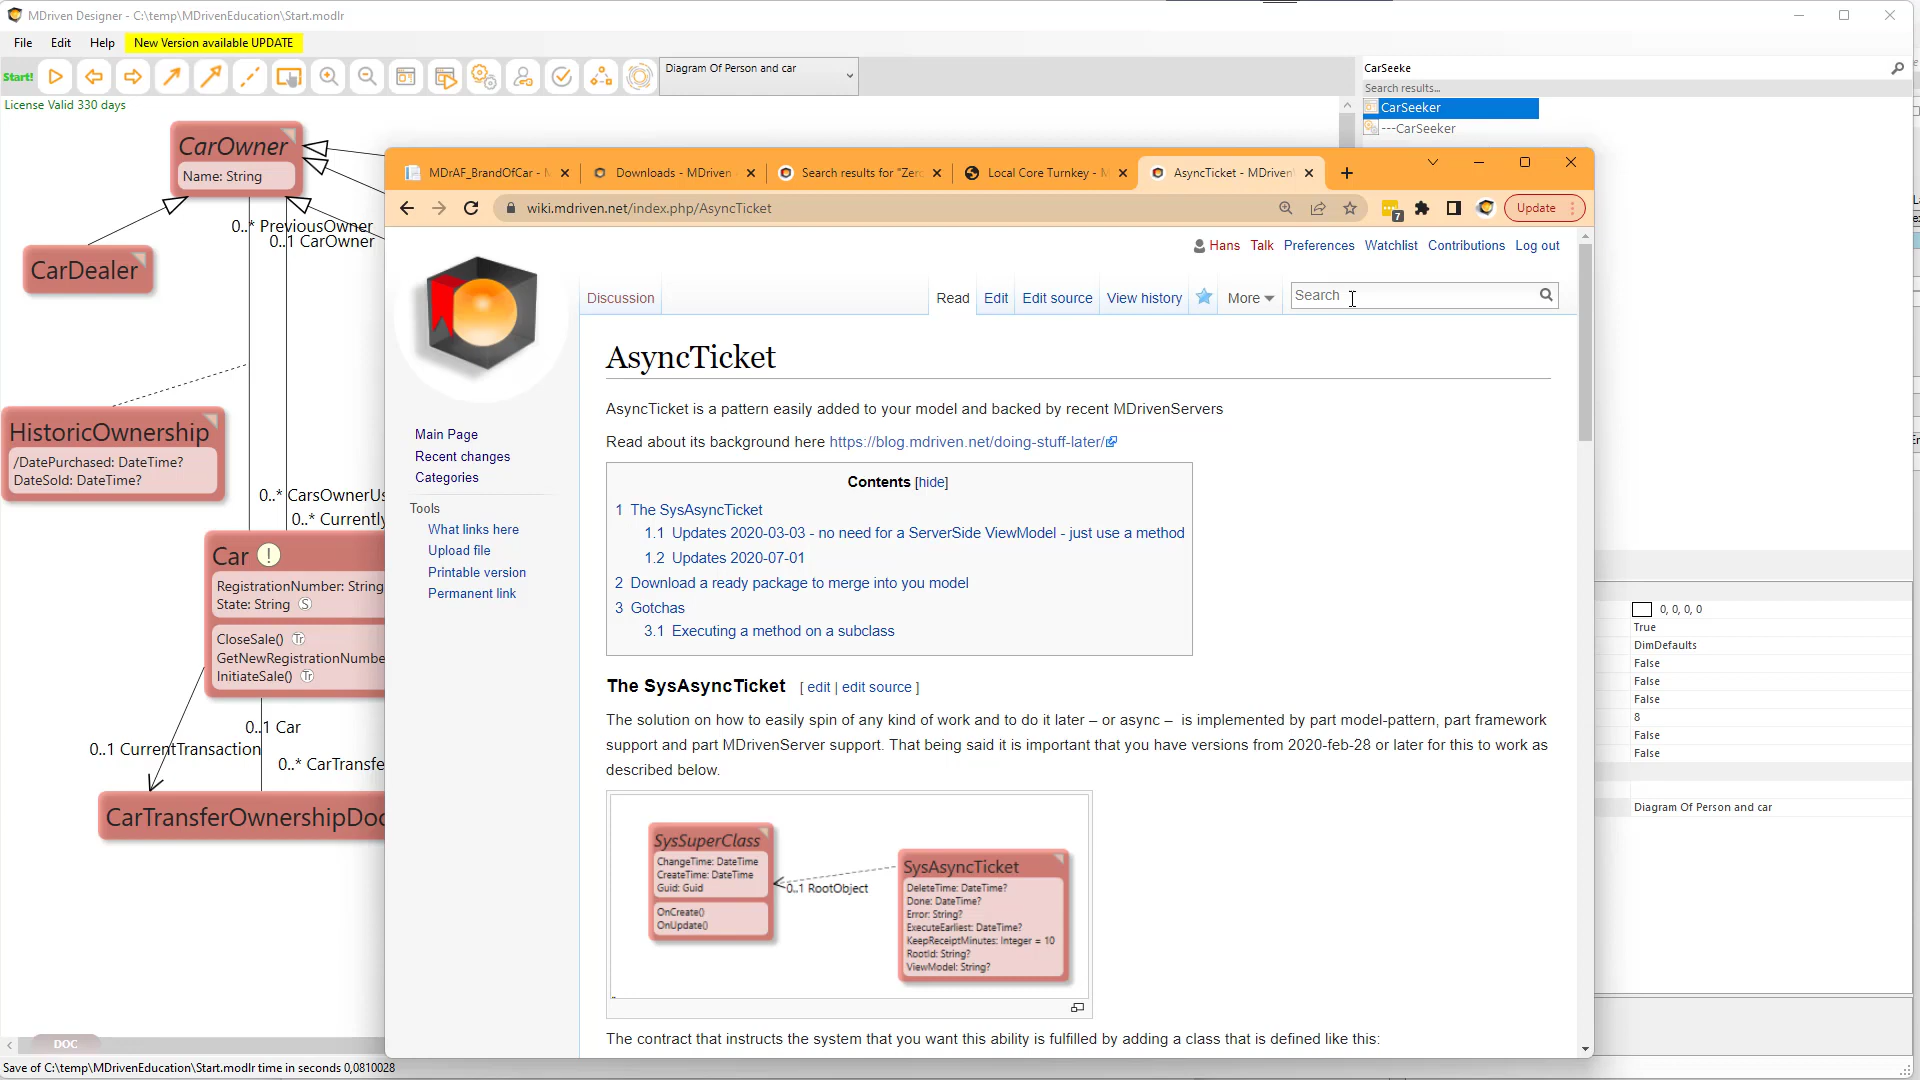 MDriven Designer - C:\temp\MDrivenEducation\Start.modlr
File Edit Help New Version available UPDATE
Start!
Diagram Of Person and car
License Valid 330 days
CarSeeke
Search results...
CarSeeker
---CarSeeker
CarOwner
Name: String
0..* PreviousOwner
0..1 CarOwner
CarDealer
HistoricOwnership
/DatePurchased: DateTime?
DateSold: DateTime?
0..* CarsOwnerUs
0..* Currently
Car
RegistrationNumber: String
State: String S
CloseSale() Tr
GetNewRegistrationNumbe
InitiateSale() Tr
0..1 Car
0..1 CurrentTransaction
0..* CarTransfe
CarTransferOwnershipDoc
DOC
Save of C:\temp\MDrivenEducation\Start.modlr time in seconds 0,0810028
MDrAF_BrandOfCar - M
Downloads - MDriven
Search results for "Zero
Local Core Turnkey - M
AsyncTicket - MDriven
wiki.mdriven.net/index.php/AsyncTicket
7
Update
Hans Talk Preferences Watchlist Contributions Log out
Discussion
Read Edit Edit source View history More
Search
Main Page
Recent changes
Categories
Tools
What links here
Upload file
Printable version
Permanent link
AsyncTicket
AsyncTicket is a pattern easily added to your model and backed by recent MDrivenServers
Read about its background here https://blog.mdriven.net/doing-stuff-later/
Contents [hide]
1 The SysAsyncTicket
1.1 Updates 2020-03-03 - no need for a ServerSide ViewModel - just use a method
1.2 Updates 2020-07-01
2 Download a ready package to merge into you model
3 Gotchas
3.1 Executing a method on a subclass
The SysAsyncTicket [ edit | edit source ]
The solution on how to easily spin of any kind of work and to do it later – or async –  is implemented by part model-pattern, part framework
support and part MDrivenServer support. That being said it is important that you have versions from 2020-feb-28 or later for this to work as
described below.
SysSuperClass
ChangeTime: DateTime
CreateTime: DateTime
Guid: Guid
OnCreate()
OnUpdate()
0..1 RootObject
SysAsyncTicket
DeleteTime: DateTime?
Done: DateTime?
Error: String?
ExecuteEarliest: DateTime?
KeepReceiptMinutes: Integer = 10
RootId: String?
ViewModel: String?
The contract that instructs the system that you want this ability is fulfilled by adding a class that is defined like this:
0, 0, 0, 0
True
DimDefaults
False
False
False
8
False
False
Diagram Of Person and car